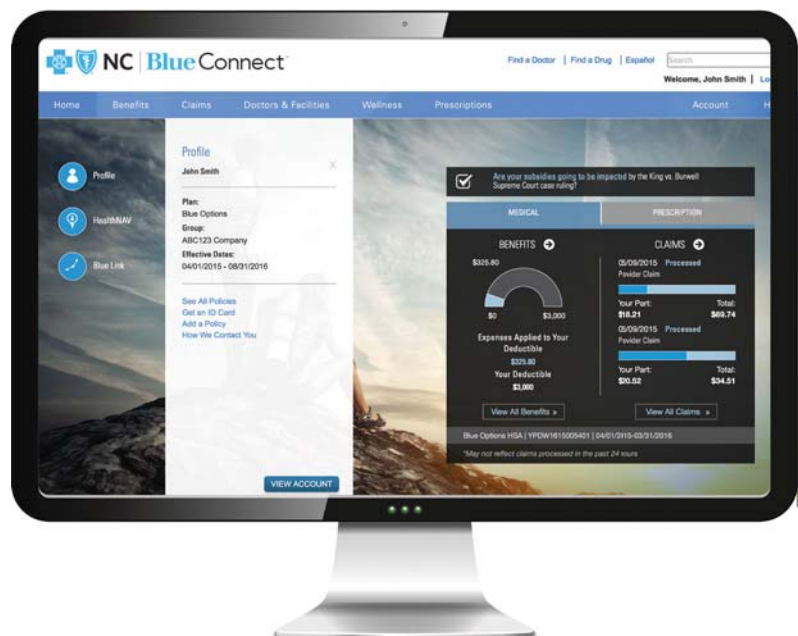 NC Blue Connect
Find a Doctor | Find a Drug | Español
Search
Welcome, John Smith | Lo
Home Benefits Claims Doctors & Facilities Wellness Prescriptions Account H
Profile
HealthNAV
Blue Link
Profile
John Smith X
Plan:
Blue Options
Group:
ABC123 Company
Effective Dates:
04/01/2015 - 08/31/2016
See All Policies
Get an ID Card
Add a Policy
How We Contact You
VIEW ACCOUNT
Are your subsidies going to be impacted by the King vs. Burwell
Supreme Court case ruling?
MEDICAL PRESCRIPTION
BENEFITS
$325.80
$0 $3,000
Expenses Applied to Your
Deductible
$325.80
Your Deductible
$3,000
View All Benefits »
CLAIMS
05/09/2015 Processed
Povider Claim
Your Part: Total:
$18.21 $69.74
05/09/2015 Processed
Povider Claim
Your Part: Total:
$20.52 $34.51
View All Claims »
Blue Options HSA | YPDW1615005401 | 04/01/2015-03/31/2016
*May not reflect claims processed in the past 24